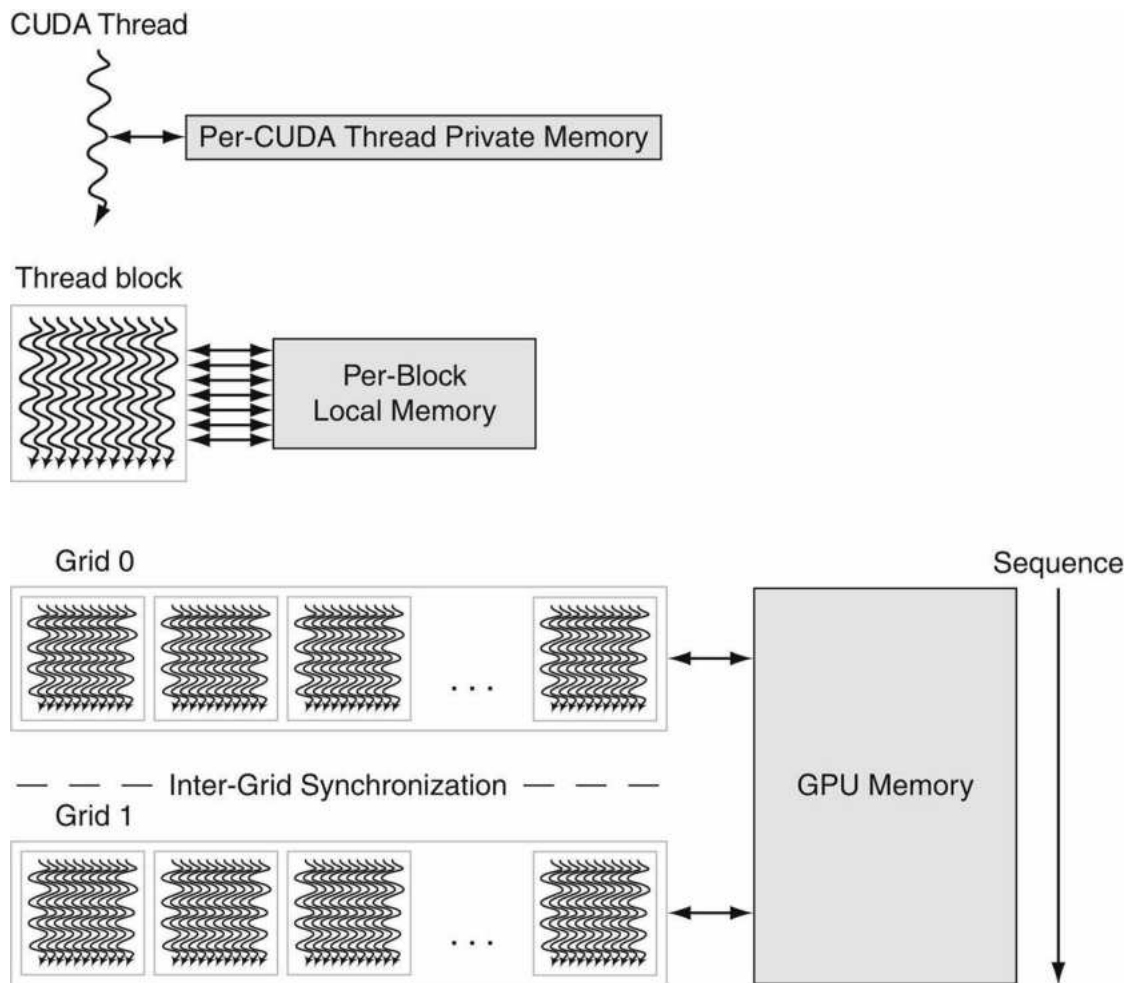 CUDA Thread
Per-CUDA Thread Private Memory
Thread block
Per-Block
Local Memory
Grid 0
Sequence
. . .
Inter-Grid Synchronization
GPU Memory
Grid 1
. . .